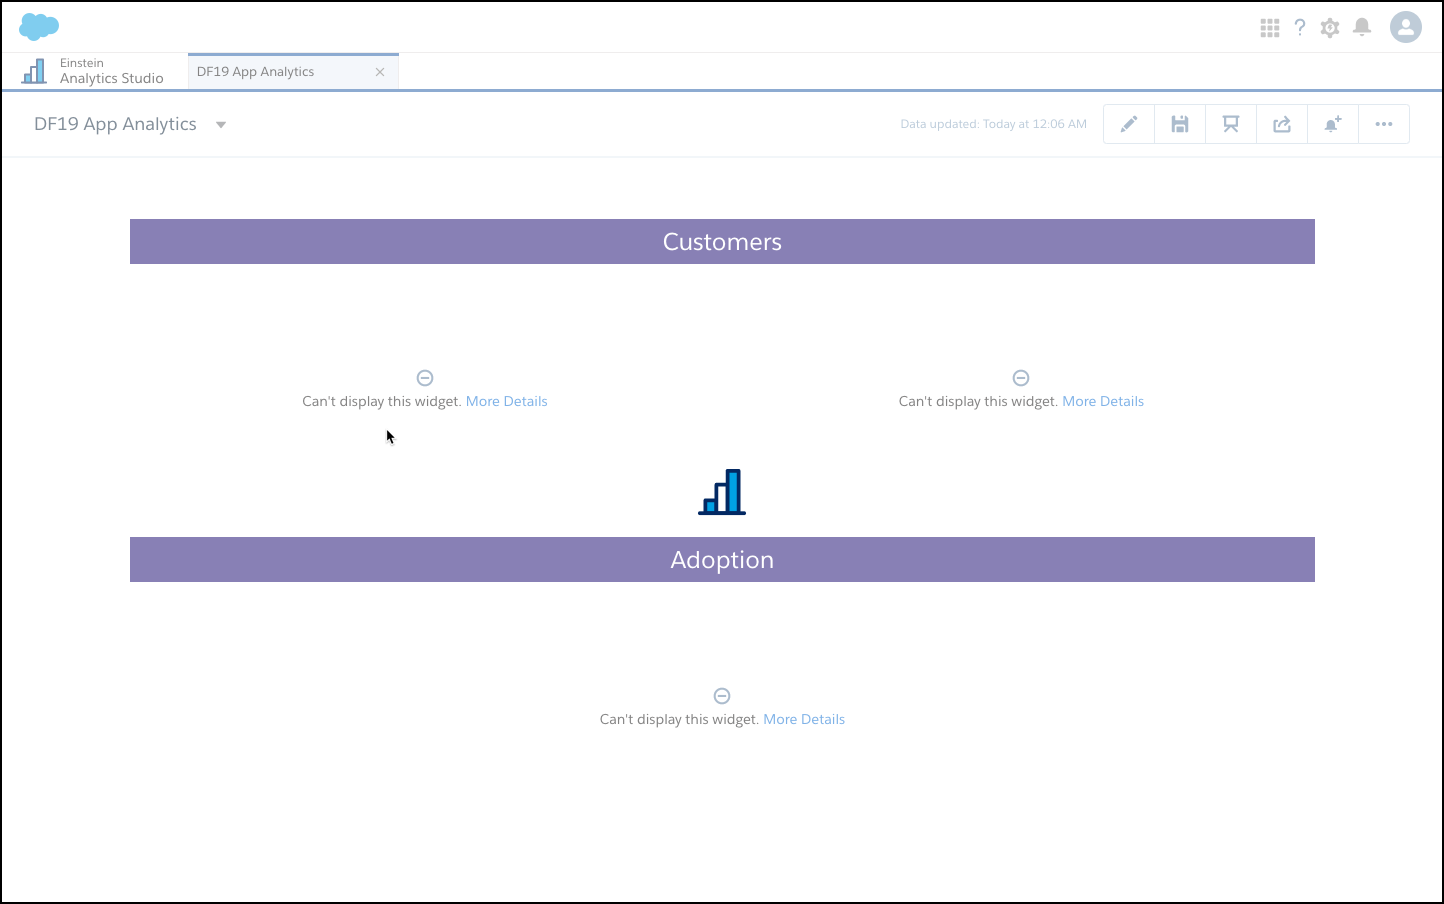 Einstein
Analytics Studio
DF19 App Analytics
DF19 App Analytics
Data updated: Today at 12:06 AM
Customers
Can't display this widget. More Details
Can't display this widget. More Details
Adoption
Can't display this widget. More Details